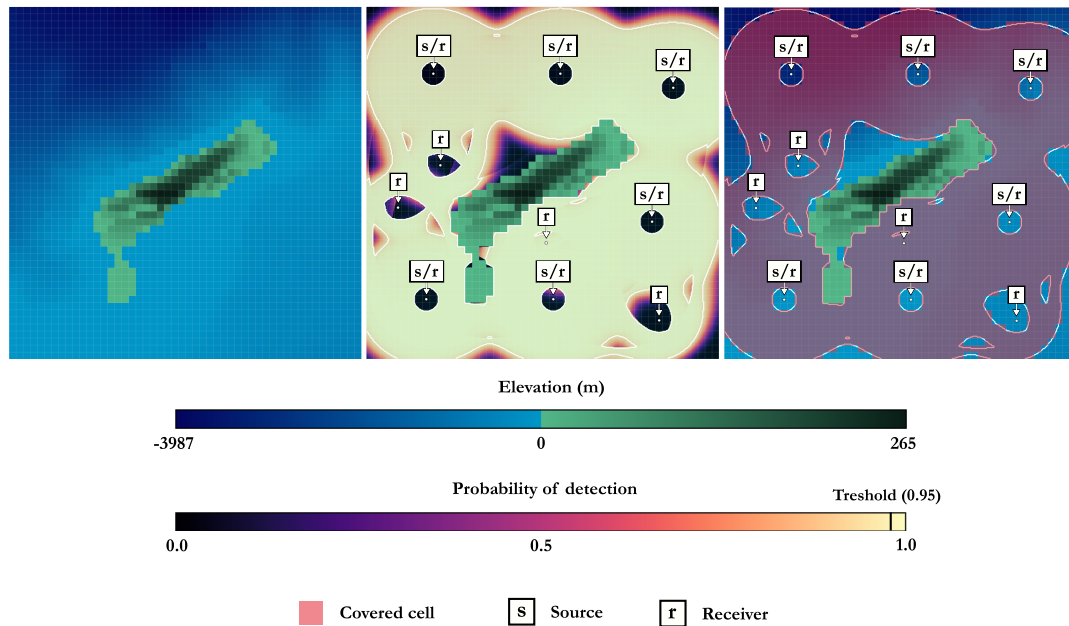 s/r s/r s/r s/r s/r s/r
r r
r r
s/r s/r
r r
s/r s/r s/r s/r
r r
Elevation (m)
-3987 0 265
Probability of detection
Treshold (0.95)
0.0 0.5 1.0
Covered cell s Source r Receiver